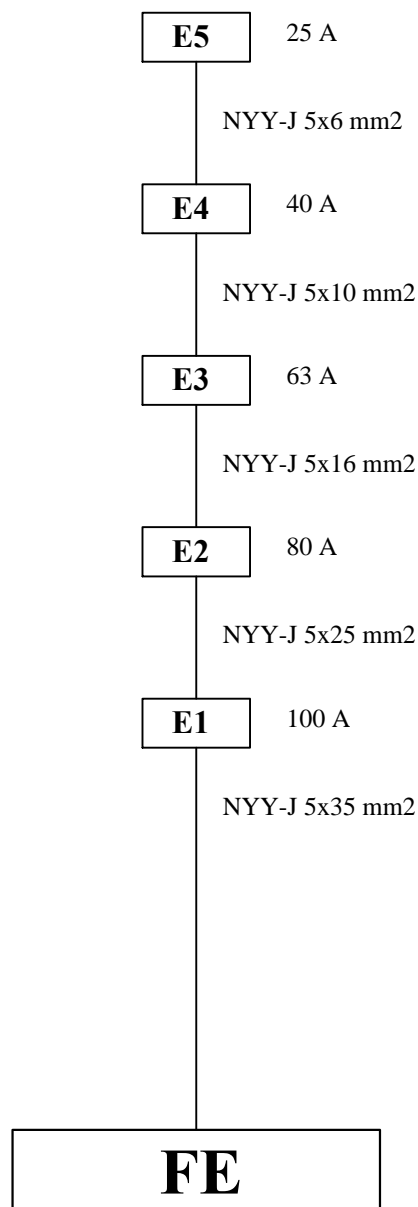 E5 25 A
NYY-J 5x6 mm2
E4 40 A
NYY-J 5x10 mm2
E3 63 A
NYY-J 5x16 mm2
E2 80 A
NYY-J 5x25 mm2
E1 100 A
NYY-J 5x35 mm2
FE